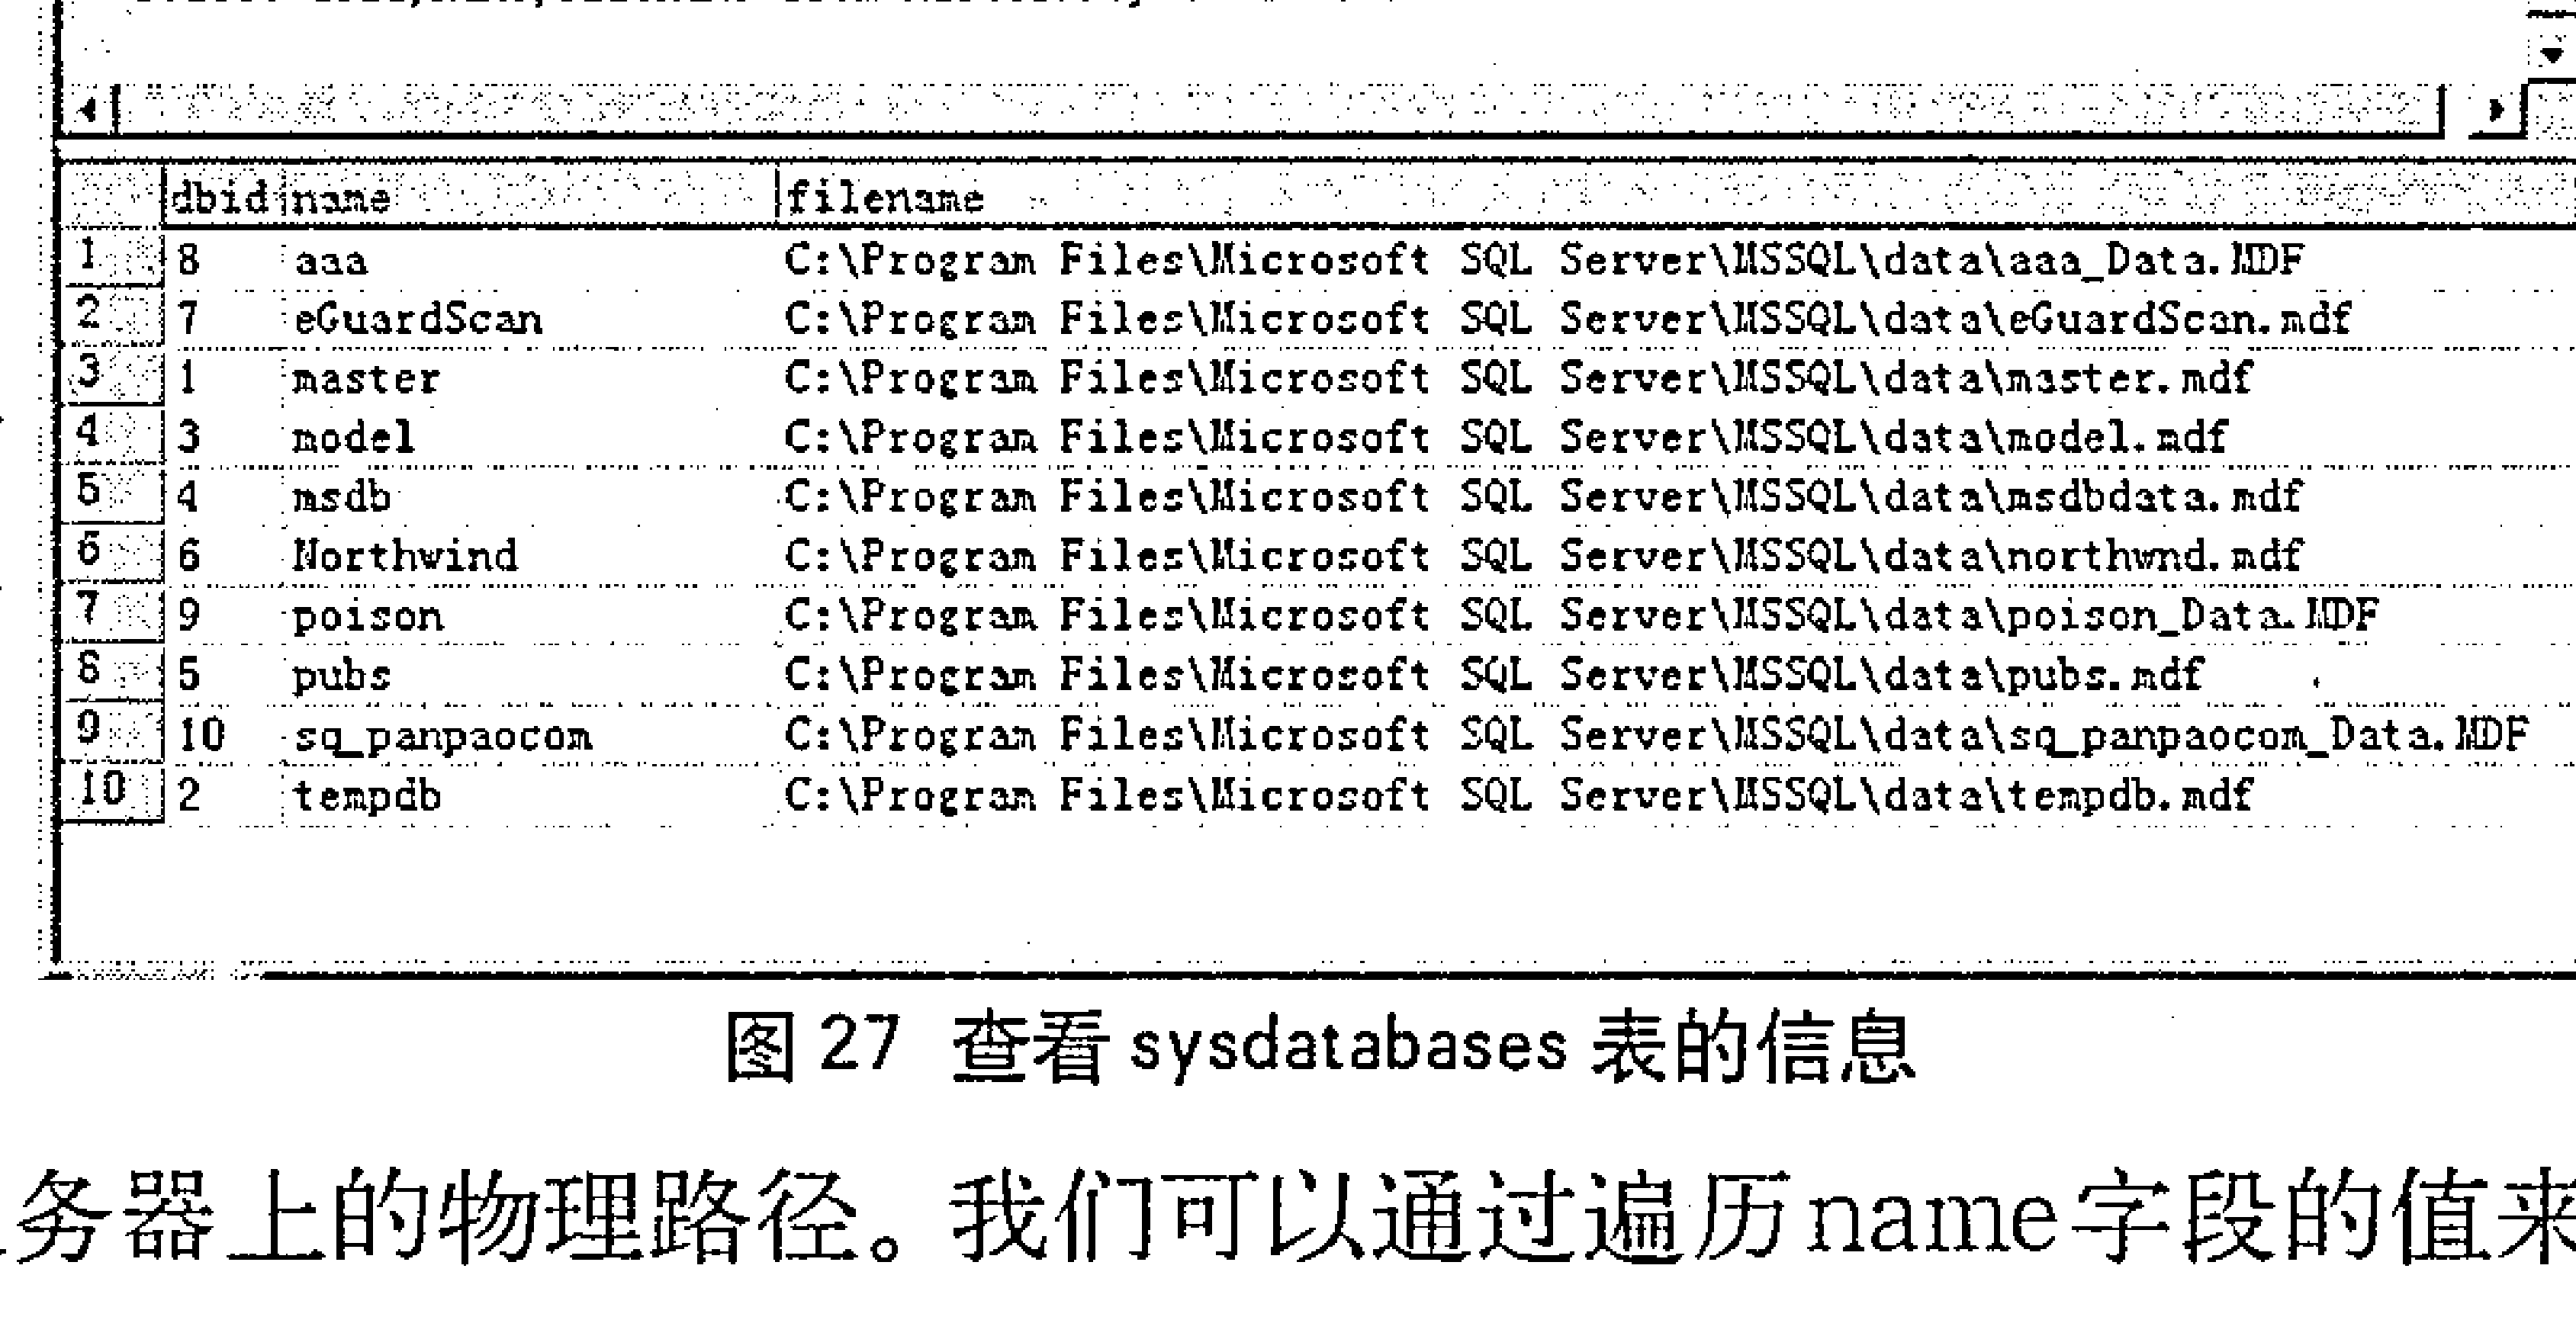 dbid name filename
1 8 aaa C:\Program Files\Microsoft SQL Server\MSSQL\data\aaa_Data.MDF
2 7 eGuardScan C:\Program Files\Microsoft SQL Server\MSSQL\data\eGuardScan.mdf
3 1 master C:\Program Files\Microsoft SQL Server\MSSQL\data\master.mdf
4 3 model C:\Program Files\Microsoft SQL Server\MSSQL\data\model.mdf
5 4 msdb C:\Program Files\Microsoft SQL Server\MSSQL\data\msdbdata.mdf
6 6 Northwind C:\Program Files\Microsoft SQL Server\MSSQL\data\northwnd.mdf
7 9 poison C:\Program Files\Microsoft SQL Server\MSSQL\data\poison_Data.MDF
8 5 pubs C:\Program Files\Microsoft SQL Server\MSSQL\data\pubs.mdf
9 10 sq_panpaocom C:\Program Files\Microsoft SQL Server\MSSQL\data\sq_panpaocom_Data.MDF
10 2 tempdb C:\Program Files\Microsoft SQL Server\MSSQL\data\tempdb.mdf
图 27 查看 sysdatabases 表的信息
务器上的物理路径。我们可以通过遍历name字段的值来